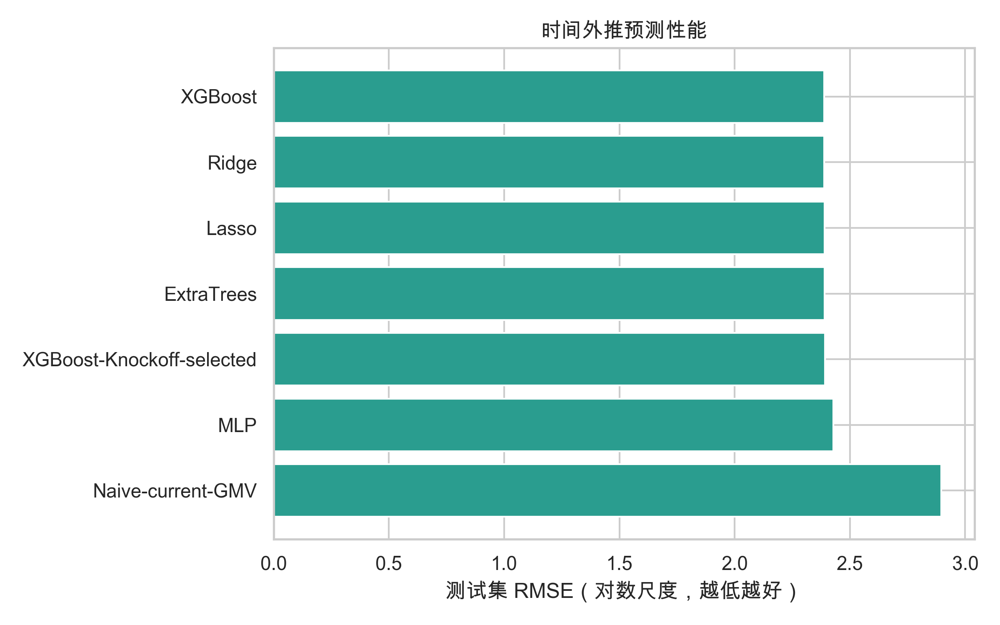 时间外推预测性能
XGBoost
Ridge
Lasso
ExtraTrees
XGBoost-Knockoff-selected
MLP
Naive-current-GMV
0.0 0.5 1.0 1.5 2.0 2.5 3.0
测试集 RMSE（对数尺度，越低越好）